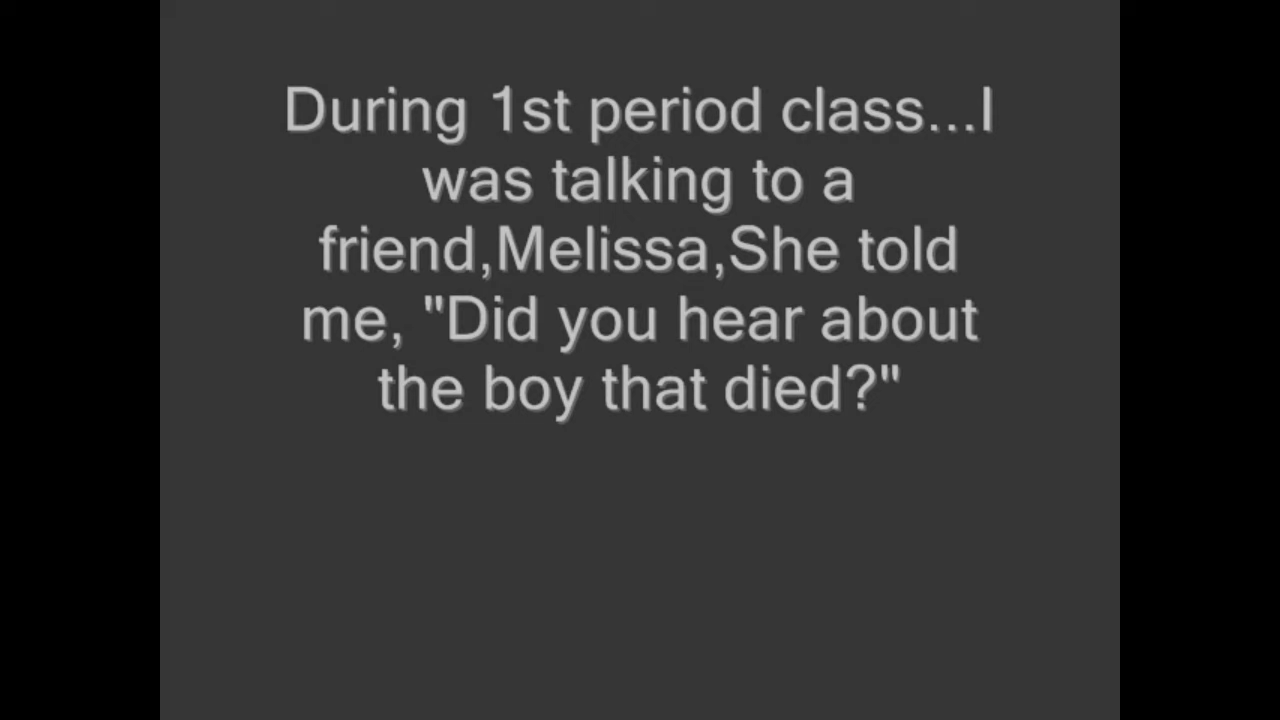 During 1st period class...I
was talking to a
friend,Melissa,She told
me, "Did you hear about
the boy that died?"